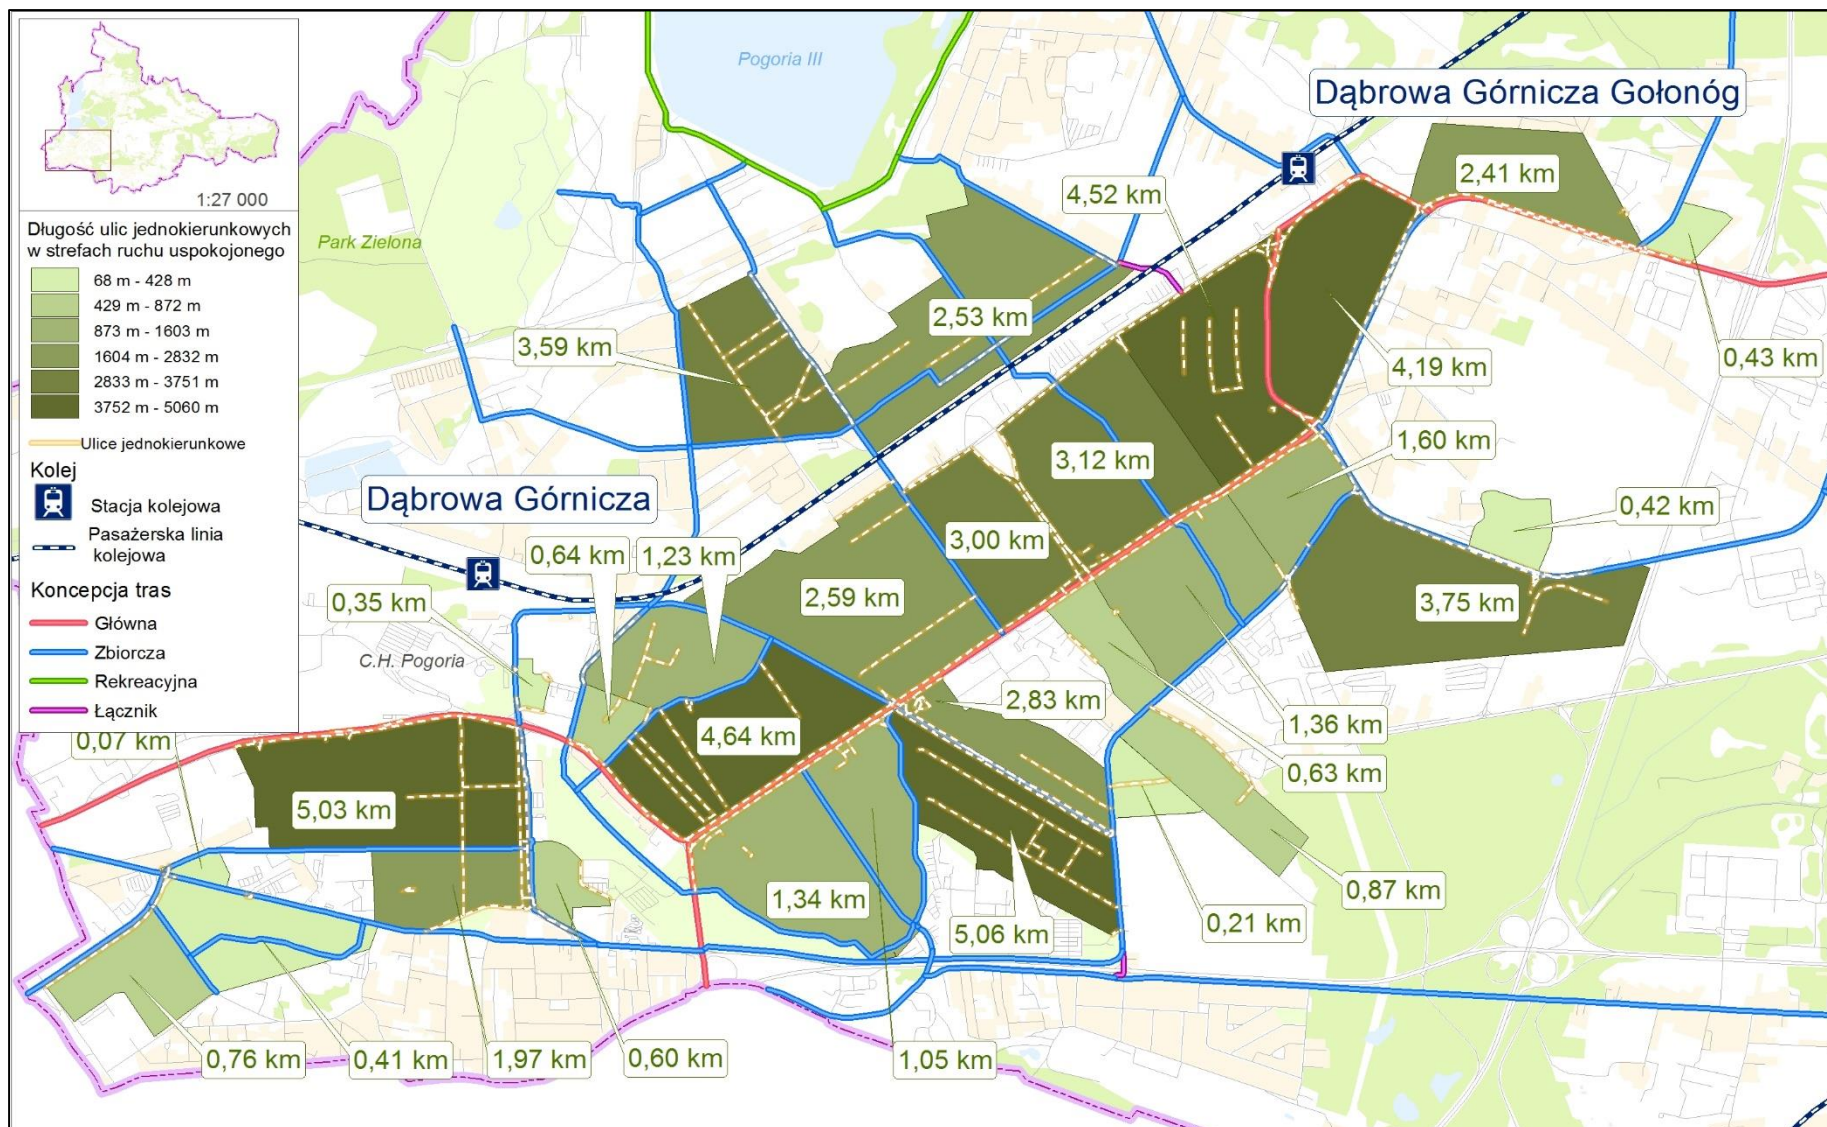 1:27 000
Długość ulic jednokierunkowych
w strefach ruchu uspokojonego
68 m - 428 m
429 m - 872 m
873 m - 1603 m
1604 m - 2832 m
2833 m - 3751 m
3752 m - 5060 m
Ulice jednokierunkowe
Kolej
Stacja kolejowa
Pasażerska linia
kolejowa
Koncepcja tras
Główna
Zbiorcza
Rekreacyjna
Łącznik
Pogoria III
Dąbrowa Górnicza Gołonóg
Park Zielona
Dąbrowa Górnicza
C.H. Pogoria
2,41 km
4,52 km
2,53 km
3,59 km
0,43 km
4,19 km
1,60 km
3,12 km
0,42 km
3,00 km
0,64 km
1,23 km
2,59 km
3,75 km
0,35 km
2,83 km
1,36 km
4,64 km
0,07 km
0,63 km
5,03 km
0,87 km
1,34 km
0,21 km
5,06 km
0,76 km
0,41 km
1,97 km
0,60 km
1,05 km